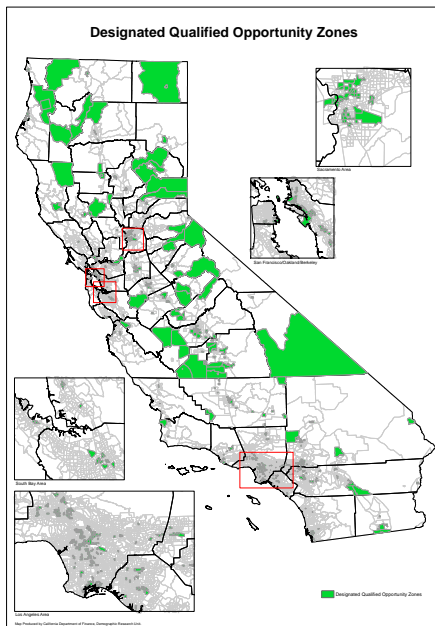 Designated Qualified Opportunity Zones
Sacramento Area
San Francisco/Oakland/Berkeley
South Bay Area
Los Angeles Area
Designated Qualified Opportunity Zones
Map Produced by California Department of Finance, Demographic Research Unit.